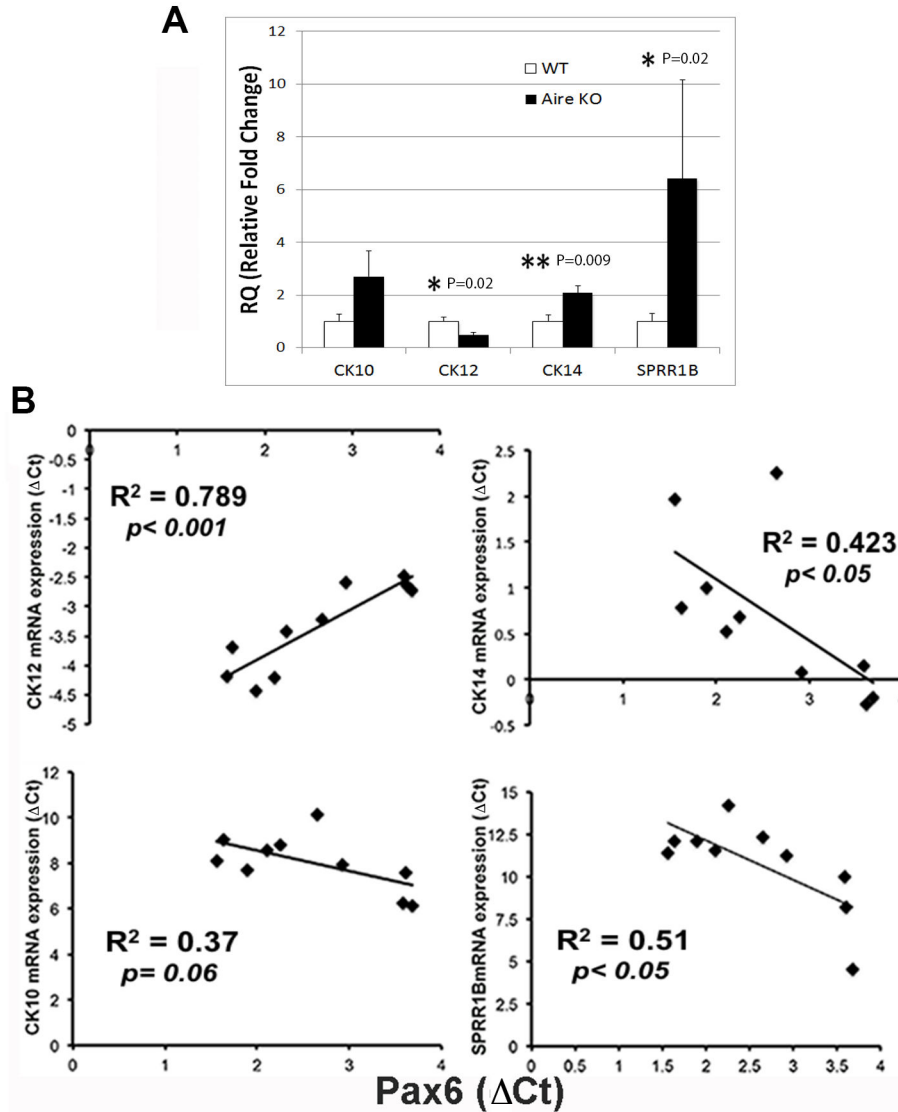 A
RQ (Relative Fold Change)
12
10
8
6
4
2
0
WT
Aire KO
* P=0.02
* P=0.02
** P=0.009
CK10 CK12 CK14 SPRR1B
B
CK12 mRNA expression (ΔCt)
0
-0.5
-1
-1.5
-2
-2.5
-3
-3.5
-4
-4.5
-5
0 1 2 3 4
R² = 0.789
p< 0.001
CK14 mRNA expression (ΔCt)
2.5
2
1.5
1
0.5
0
-0.5
0 1 2 3
R² = 0.423
p< 0.05
CK10 mRNA expression (ΔCt)
12
10
8
6
4
2
0
0 1 2 3 4
R² = 0.37
p= 0.06
SPRR1BmRNA expression (ΔCt)
15
12.5
10
7.5
5
2.5
0
0 0.5 1 1.5 2 2.5 3 3.5 4
R² = 0.51
p< 0.05
Pax6 (ΔCt)